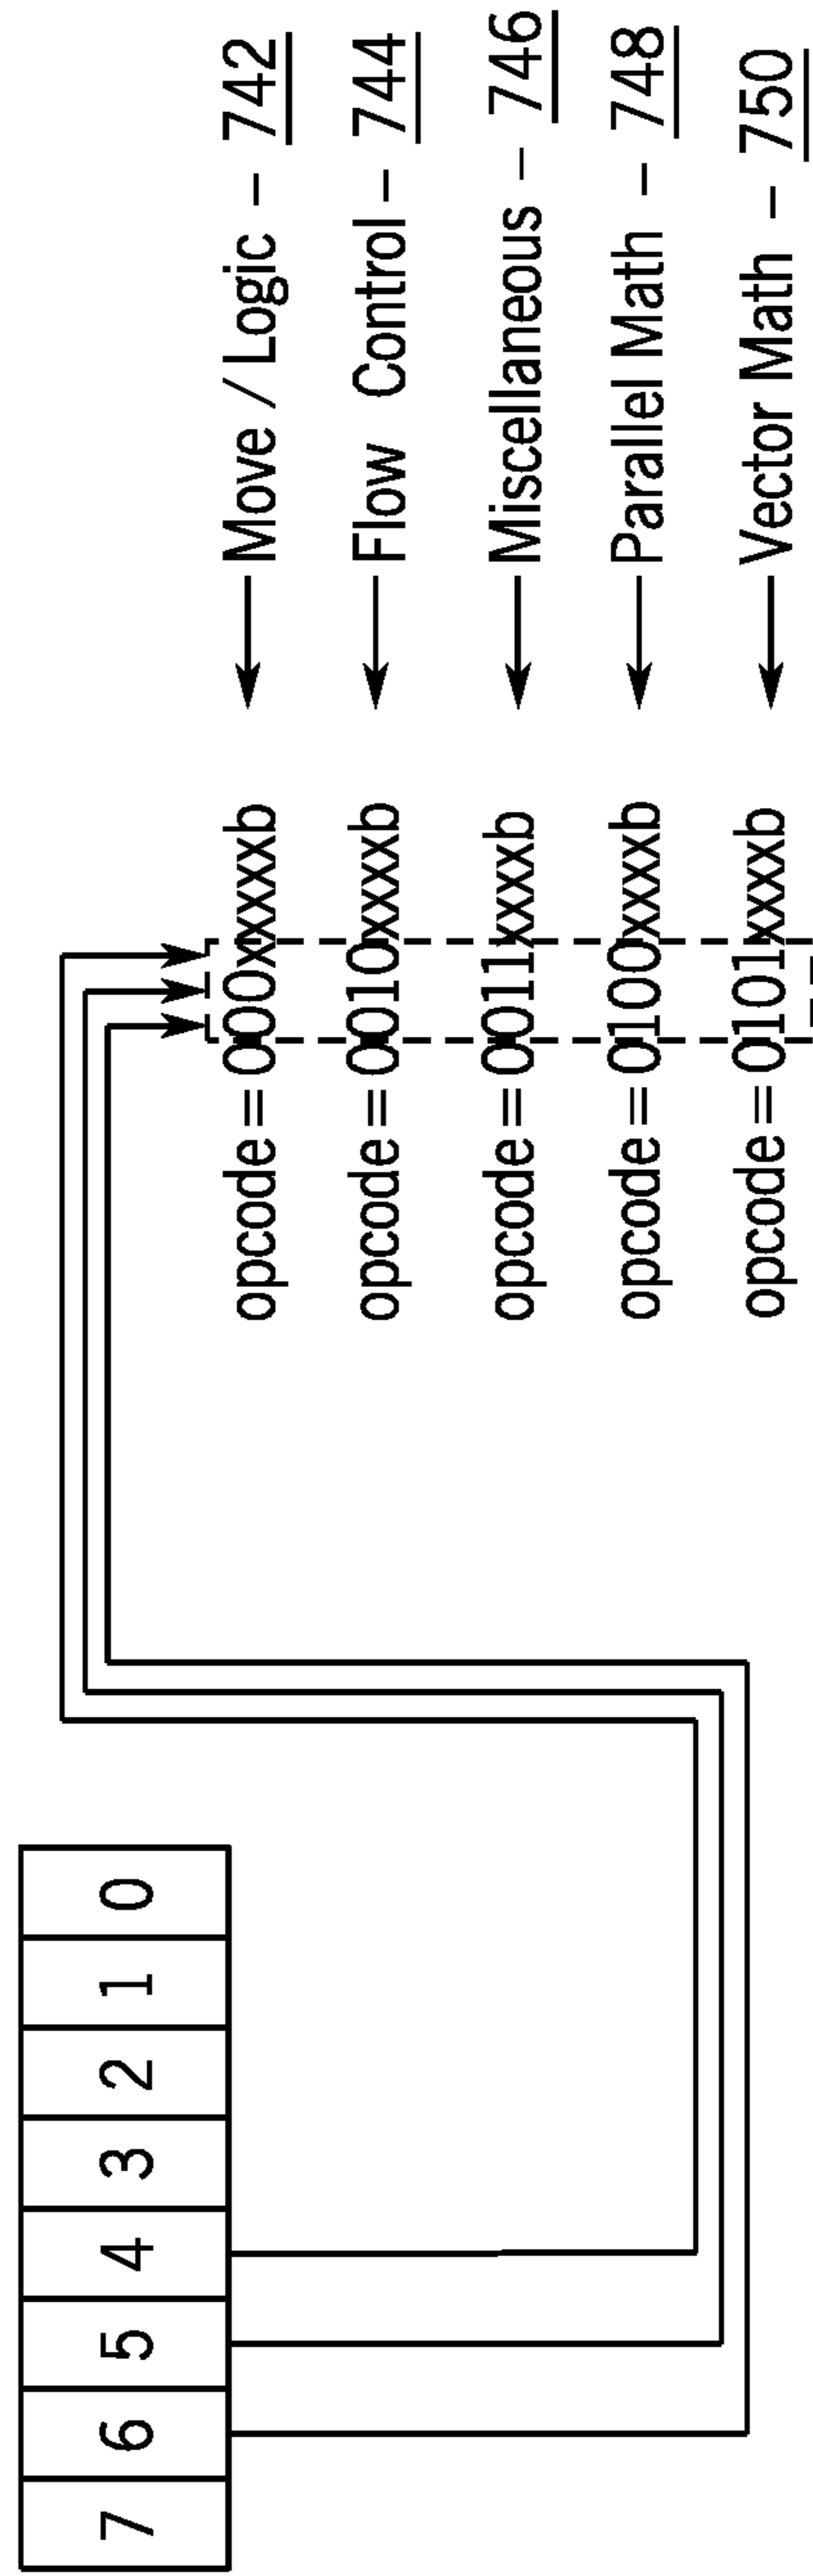 7 6 5 4 3 2 1 0
opcode=000xxxxxb ← Move / Logic – 742
opcode=0010xxxxb ← Flow Control – 744
opcode=0011xxxxb ← Miscellaneous – 746
opcode=0100xxxxb ← Parallel Math – 748
opcode=0101xxxxb ← Vector Math – 750